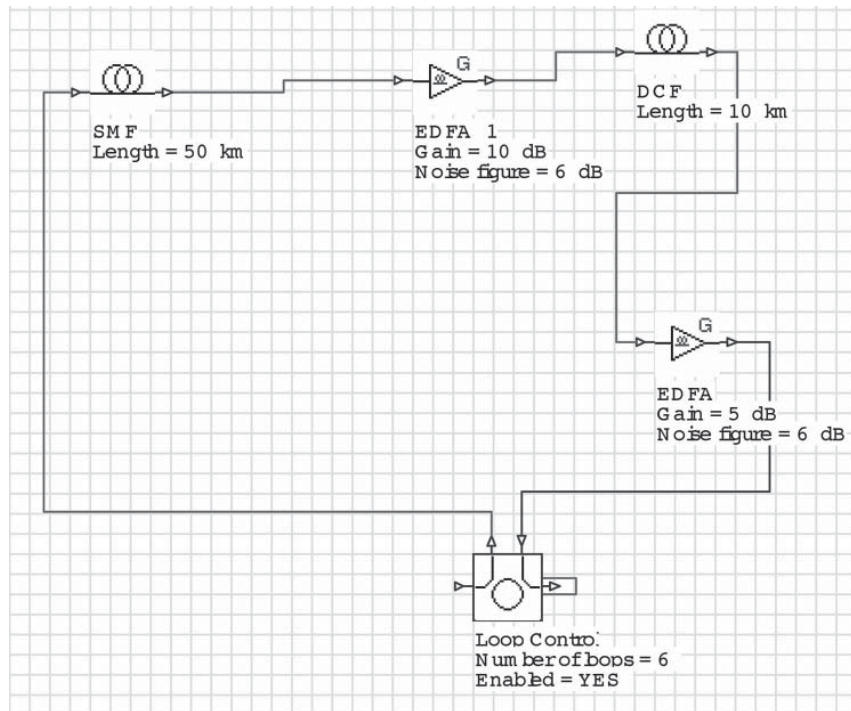 SMF
Length = 50 km
G
EDFA 1
Gain = 10 dB
Noise figure = 6 dB
DCF
Length = 10 km
G
EDFA
Gain = 5 dB
Noise figure = 6 dB
Loop Control
Number of loops = 6
Enabled = YES